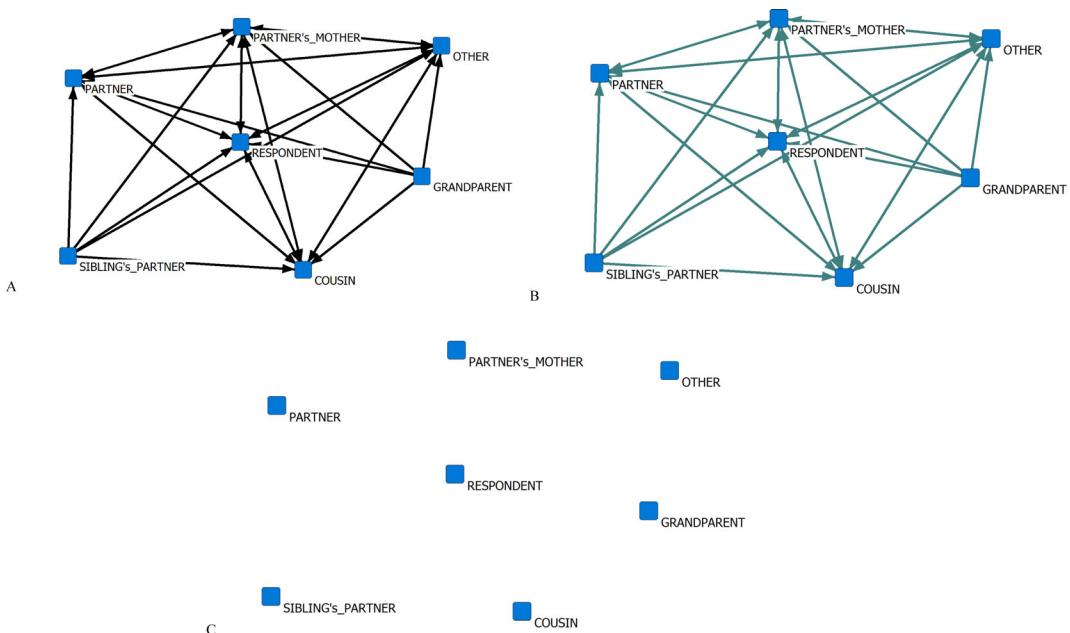 PARTNER's_MOTHER
OTHER
PARTNER
RESPONDENT
GRANDPARENT
SIBLING's_PARTNER
COUSIN
A
PARTNER's_MOTHER
OTHER
PARTNER
RESPONDENT
GRANDPARENT
SIBLING's_PARTNER
COUSIN
B
PARTNER's_MOTHER
OTHER
PARTNER
RESPONDENT
GRANDPARENT
SIBLING's_PARTNER
COUSIN
C